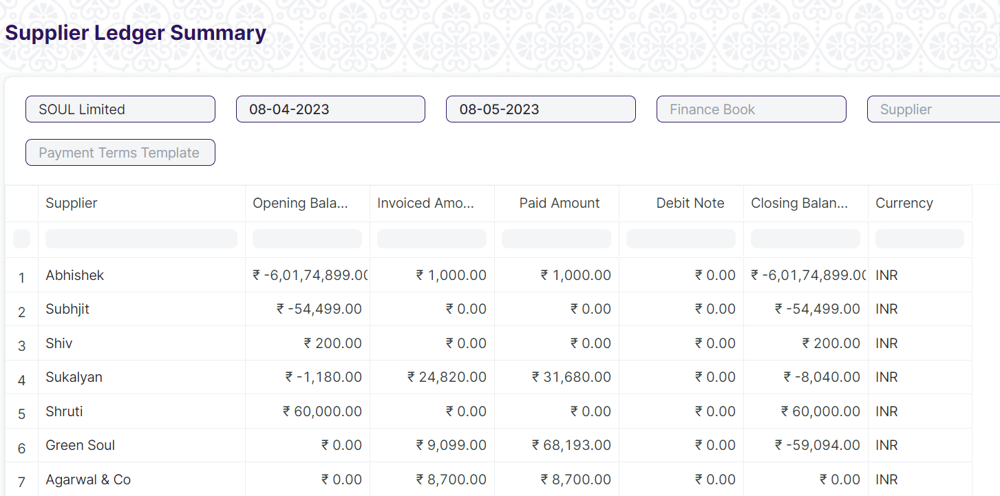 Supplier Ledger Summary
SOUL Limited 08-04-2023 08-05-2023 Finance Book Supplier
Payment Terms Template
Supplier Opening Bala... Invoiced Amo... Paid Amount Debit Note Closing Balan... Currency
1 Abhishek ₹ -6,01,74,899.00 ₹ 1,000.00 ₹ 1,000.00 ₹ 0.00 ₹ -6,01,74,899.00 INR
2 Subhjit ₹ -54,499.00 ₹ 0.00 ₹ 0.00 ₹ 0.00 ₹ -54,499.00 INR
3 Shiv ₹ 200.00 ₹ 0.00 ₹ 0.00 ₹ 0.00 ₹ 200.00 INR
4 Sukalyan ₹ -1,180.00 ₹ 24,820.00 ₹ 31,680.00 ₹ 0.00 ₹ -8,040.00 INR
5 Shruti ₹ 60,000.00 ₹ 0.00 ₹ 0.00 ₹ 0.00 ₹ 60,000.00 INR
6 Green Soul ₹ 0.00 ₹ 9,099.00 ₹ 68,193.00 ₹ 0.00 ₹ -59,094.00 INR
7 Agarwal & Co ₹ 0.00 ₹ 8,700.00 ₹ 8,700.00 ₹ 0.00 ₹ 0.00 INR